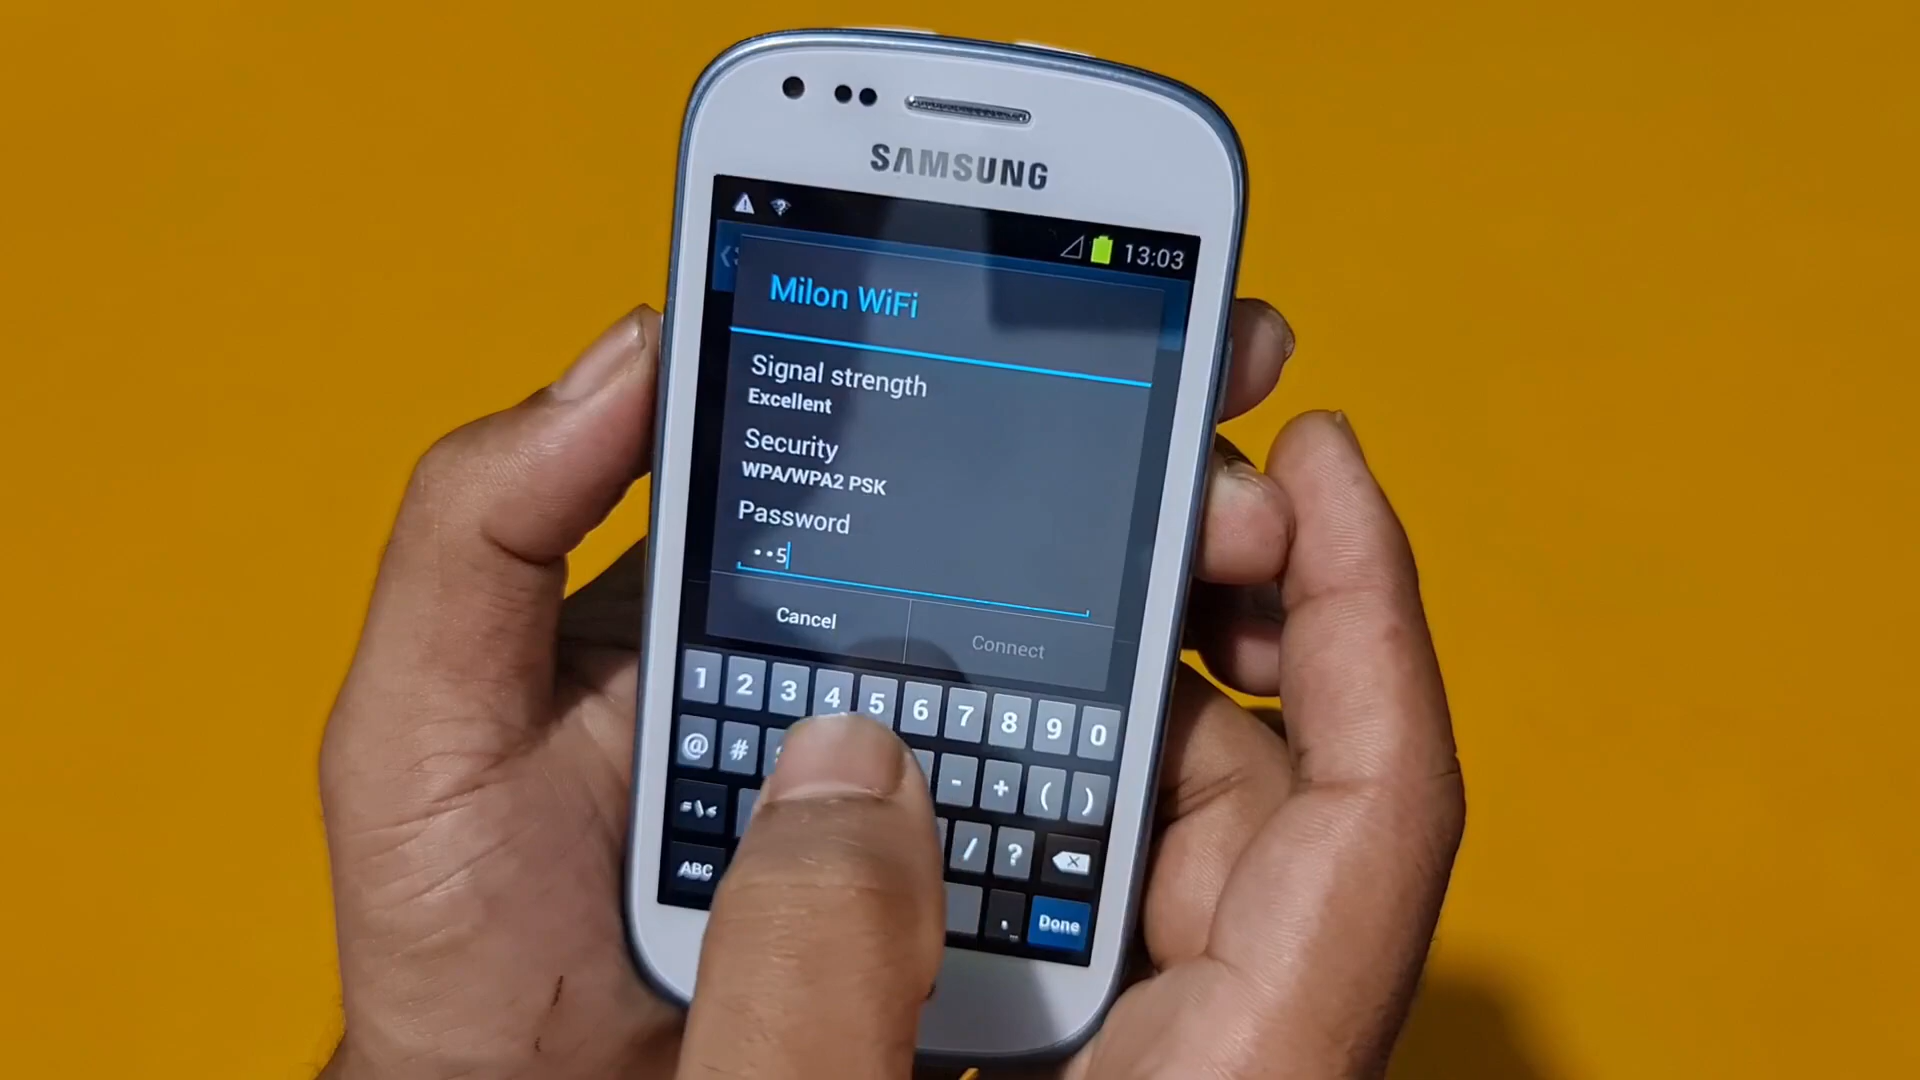 SAMSUNG
13:03
Milon WiFi
Signal strength
Excellent
Security
WPA/WPA2 PSK
Password
••5
Cancel
Connect
1 2 3 4 5 6 7 8 9 0
@ # - + ( )
=\< / ?
ABC . Done